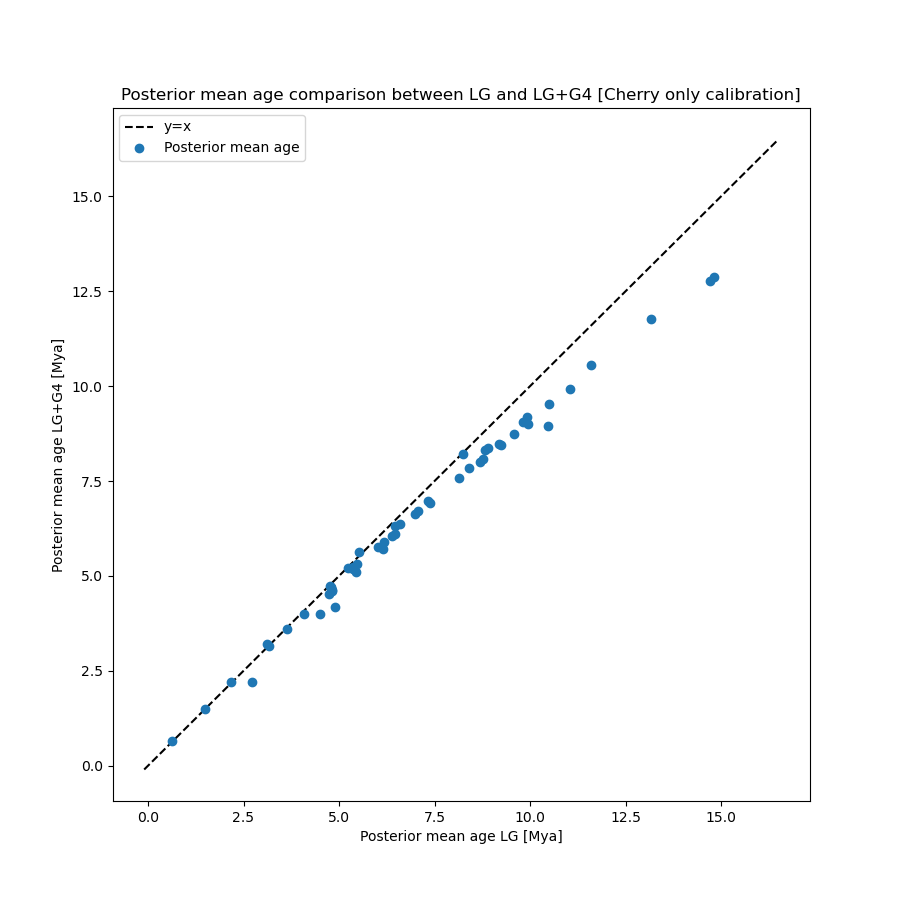 Posterior mean age comparison between LG and LG+G4 [Cherry only calibration]
y=x
Posterior mean age
Posterior mean age LG+G4 [Mya]
15.0
12.5
10.0
7.5
5.0
2.5
0.0
0.0 2.5 5.0 7.5 10.0 12.5 15.0
Posterior mean age LG [Mya]